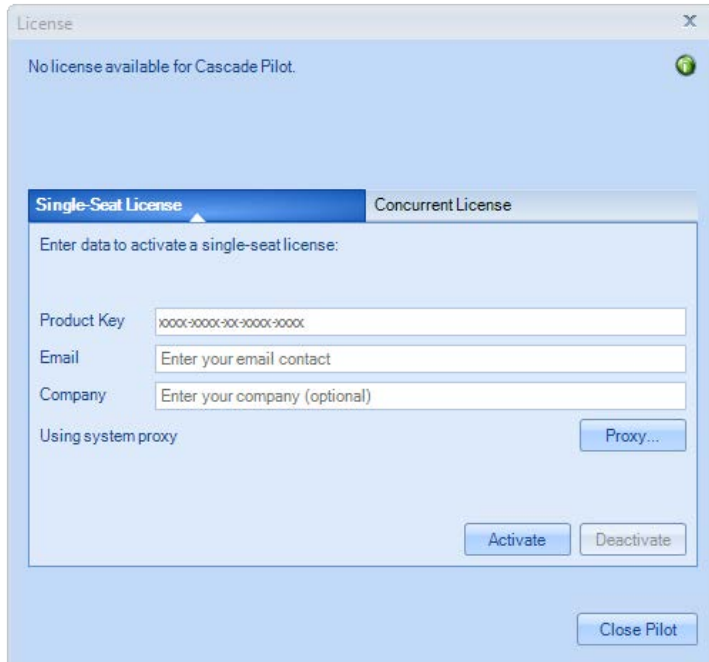 License
No license available for Cascade Pilot.
Single-Seat License
Concurrent License
Enter data to activate a single-seat license:
Product Key
xxxx-xxxx-xx-xxxx-xxxx
Email
Enter your email contact
Company
Enter your company (optional)
Using system proxy
Proxy...
Activate
Deactivate
Close Pilot